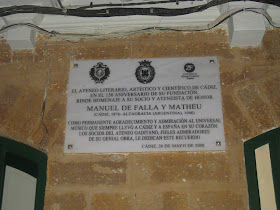 EL ATENEO LITERARIO, ARTÍSTICO Y CIENTÍFICO DE CÁDIZ,
EN EL 150 ANIVERSARIO DE SU FUNDACIÓN,
RINDE HOMENAJE A SU SOCIO Y ATENEISTA DE HONOR
MANUEL DE FALLA Y MATHEU
(CÁDIZ, 1876- ALTAGRACIA (ARGENTINA), 1946)
COMO PERMANENTE AGRADECIMIENTO Y ADMIRACIÓN AL UNIVERSAL
MÚSICO QUE SIEMPRE LLEVÓ A CÁDIZ Y A ESPAÑA EN SU CORAZÓN.
LOS SOCIOS DEL ATENEO GADITANO, FIELES ADMIRADORES
DE SU GENIAL OBRA, LE DEDICAN ESTE RECUERDO
CÁDIZ, 26 DE MAYO DE